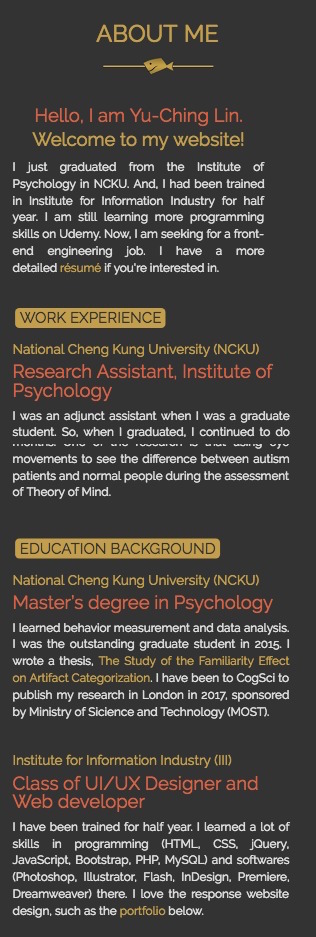 ABOUT ME
Hello, I am Yu-Ching Lin.
Welcome to my website!
I just graduated from the Institute of
Psychology in NCKU. And, I had been trained
in Institute for Information Industry for half
year. I am still learning more programming
skills on Udemy. Now, I am seeking for a front-
end engineering job. I have a more
detailed résumé if you're interested in.
WORK EXPERIENCE
National Cheng Kung University (NCKU)
Research Assistant, Institute of
Psychology
I was an adjunct assistant when I was a graduate
student. So, when I graduated, I continued to do
months. One of the research is that using eye
movements to see the difference between autism
patients and normal people during the assessment
of Theory of Mind.
EDUCATION BACKGROUND
National Cheng Kung University (NCKU)
Master's degree in Psychology
I learned behavior measurement and data analysis.
I was the outstanding graduate student in 2015. I
wrote a thesis, The Study of the Familiarity Effect
on Artifact Categorization. I have been to CogSci to
publish my research in London in 2017, sponsored
by Ministry of Sicience and Technology (MOST).
Institute for Information Industry (III)
Class of UI/UX Designer and
Web developer
I have been trained for half year. I learned a lot of
skills in programming (HTML, CSS, jQuery,
JavaScript, Bootstrap, PHP, MySQL) and softwares
(Photoshop, Illustrator, Flash, InDesign, Premiere,
Dreamweaver) there. I love the response website
design, such as the portfolio below.